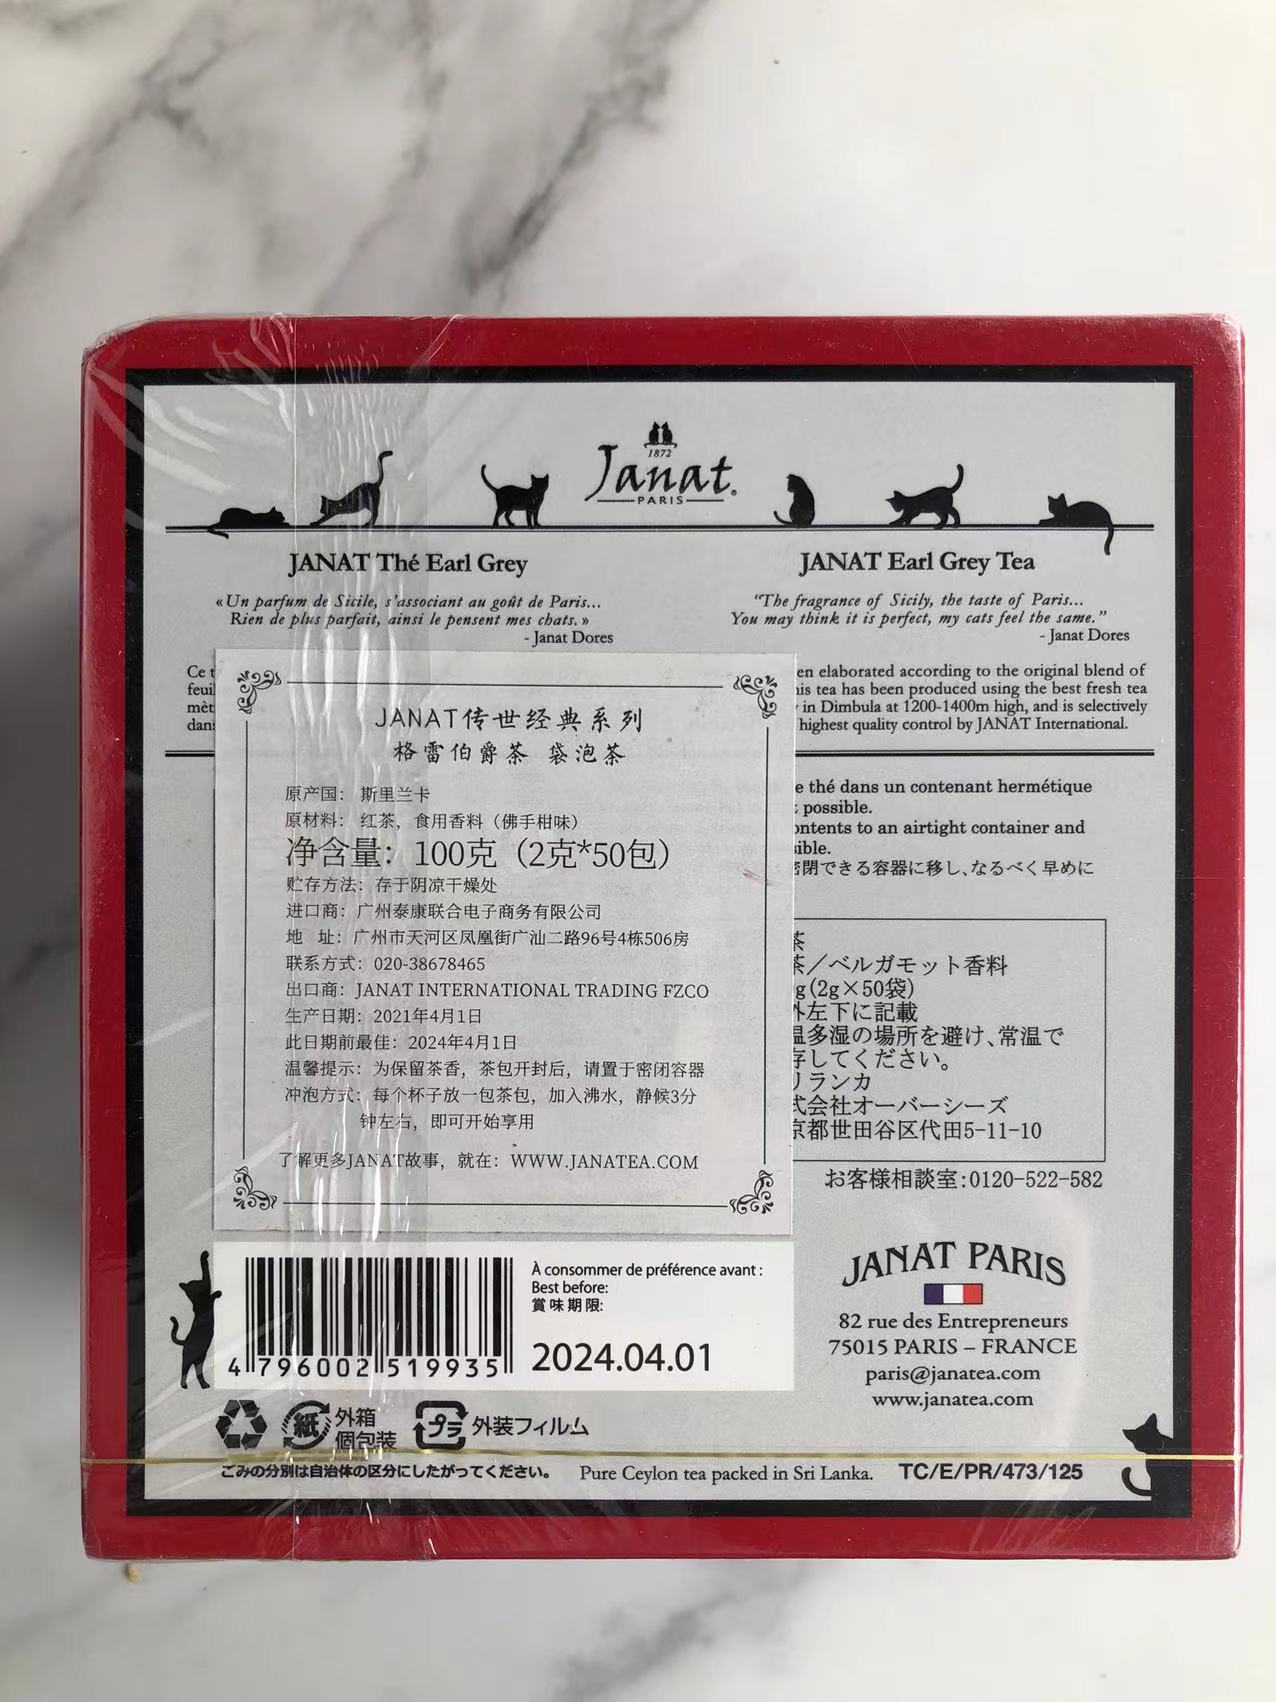 1872
Janat
PARIS
JANAT Thé Earl Grey
«Un parfum de Sicile, s'associant au goût de Paris...
Rien de plus parfait, ainsi le pensent mes chats.»
- Janat Dores
JANAT Earl Grey Tea
"The fragrance of Sicily, the taste of Paris...
You may think it is perfect, my cats feel the same."
- Janat Dores
Ce
dans
elaborated according to the original blend of
tea has been produced using the best fresh tea
in Dimbula at 1200-1400m high, and is selectively
highest quality control by JANAT International.
JANAT传世经典系列
格雷伯爵茶 袋泡茶
原产国: 斯里兰卡
原材料: 红茶, 食用香料 (佛手柑味)
净含量: 100克 (2克*50包)
贮存方法: 存于阴凉干燥处
进口商: 广州泰康联合电子商务有限公司
地 址: 广州市天河区凤凰街广汕二路96号4栋506房
联系方式: 020-38678465
出口商: JANAT INTERNATIONAL TRADING FZCO
生产日期: 2021年4月1日
此日期前最佳: 2024年4月1日
温馨提示: 为保留茶香, 茶包开封后, 请置于密闭容器
冲泡方式: 每个杯子放一包茶包, 加入沸水, 静候3分
钟左右, 即可开始享用
了解更多JANAT故事, 就在: WWW.JANATEA.COM
thé dans un contenant hermétique
possible.
to an airtight container and
閉できる容器に移し、なるべく早めに
茶
茶／ベルガモット香料
g(2g×50袋)
外左下に記載
温多湿の場所を避け、常温で
存してください。
リランカ
式会社オーバーシーズ
京都世田谷区代田5-11-10
お客様相談室:0120-522-582
4 796002 519935
À consommer de préférence avant :
Best before:
賞味期限:
2024.04.01
JANAT PARIS
82 rue des Entrepreneurs
75015 PARIS – FRANCE
paris@janatea.com
www.janatea.com
紙
外箱
個包装
プラ
外装フィルム
ごみの分別は自治体の区分にしたがってください。
Pure Ceylon tea packed in Sri Lanka.
TC/E/PR/473/125